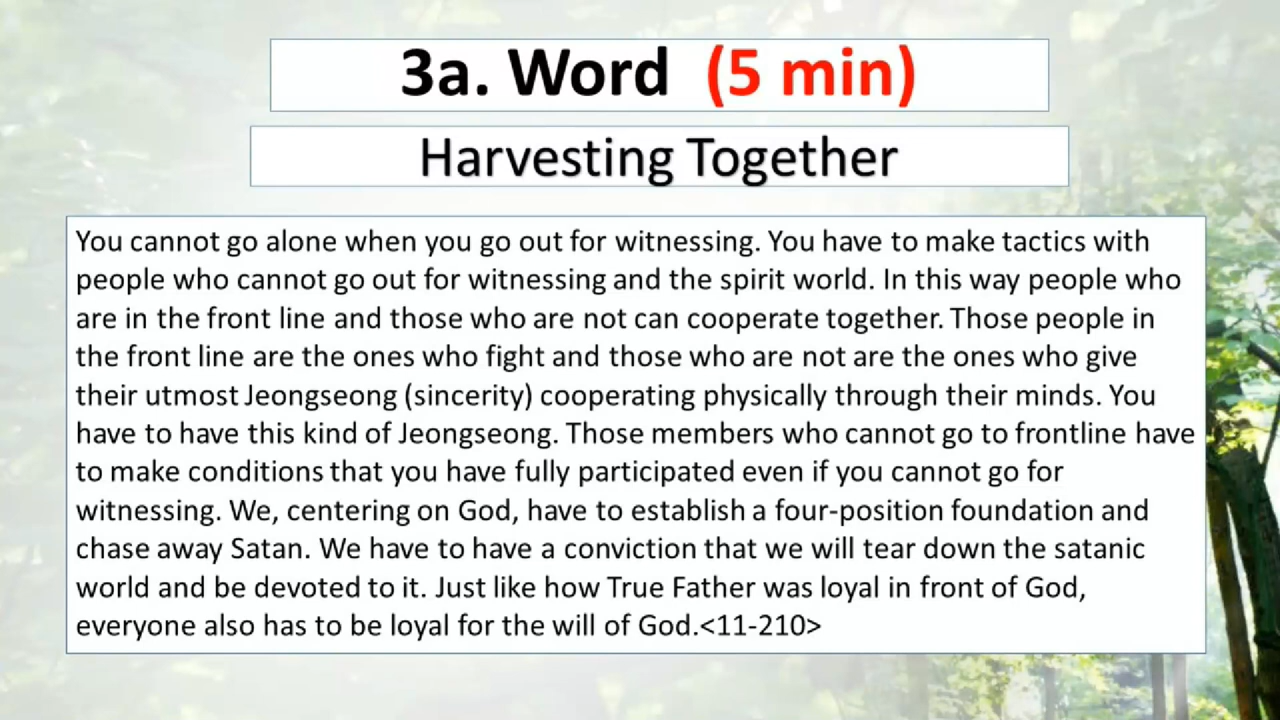 3a. Word (5 min)
Harvesting Together
You cannot go alone when you go out for witnessing. You have to make tactics with
people who cannot go out for witnessing and the spirit world. In this way people who
are in the front line and those who are not can cooperate together. Those people in
the front line are the ones who fight and those who are not are the ones who give
their utmost Jeongseong (sincerity) cooperating physically through their minds. You
have to have this kind of Jeongseong. Those members who cannot go to frontline have
to make conditions that you have fully participated even if you cannot go for
witnessing. We, centering on God, have to establish a four-position foundation and
chase away Satan. We have to have a conviction that we will tear down the satanic
world and be devoted to it. Just like how True Father was loyal in front of God,
everyone also has to be loyal for the will of God.<11-210>